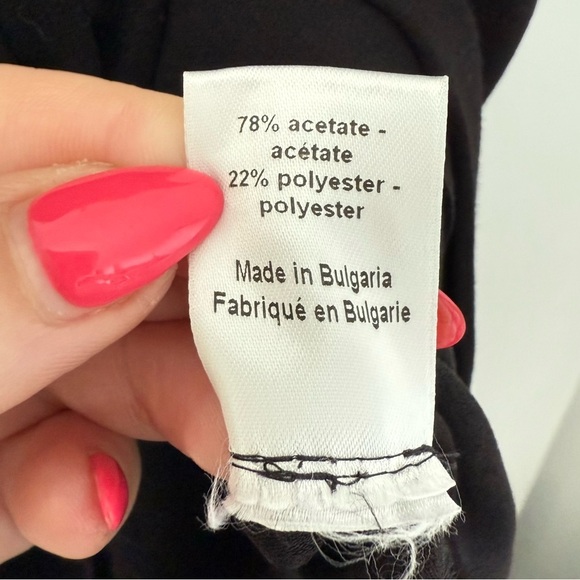 78% acetate -
acétate
22% polyester -
polyester
Made in Bulgaria
Fabriqué en Bulgarie